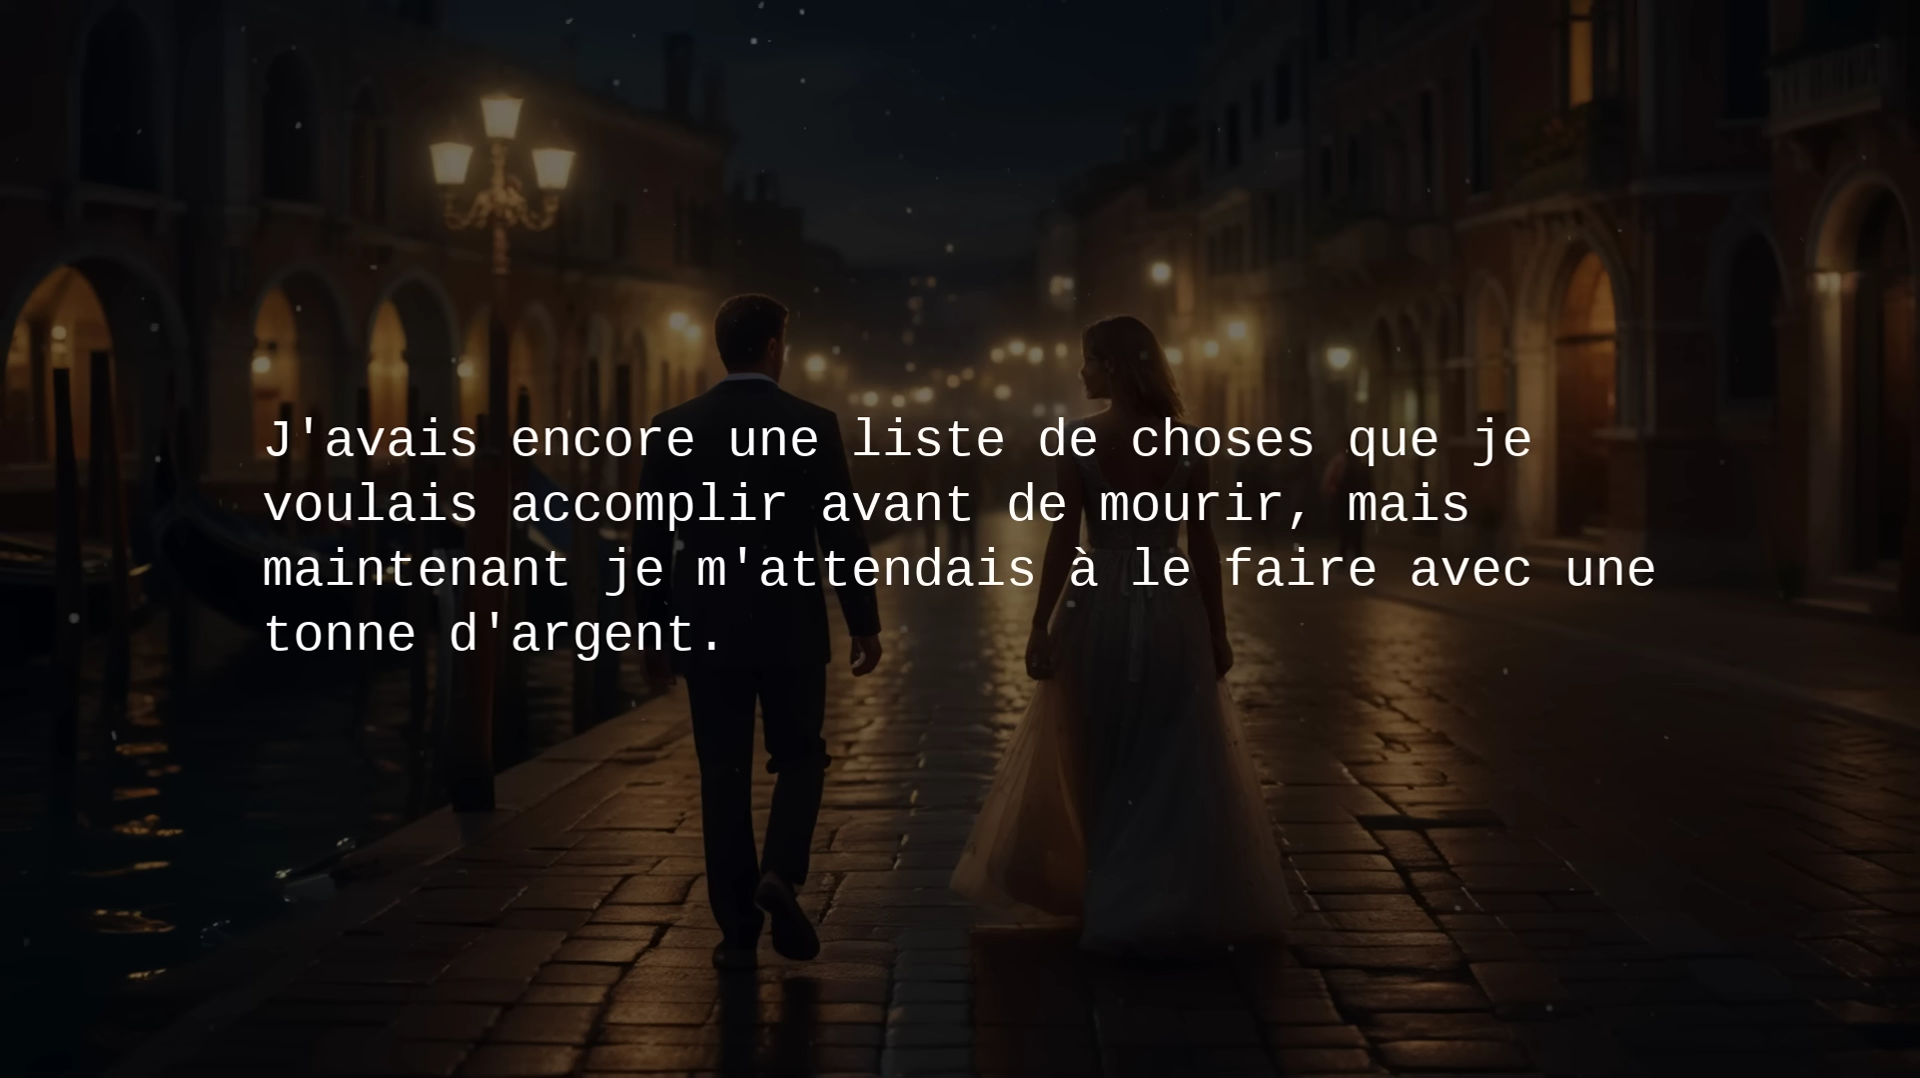 J'avais encore une liste de choses que je
voulais accomplir avant de mourir, mais
maintenant je m'attendais à le faire avec une
tonne d'argent.